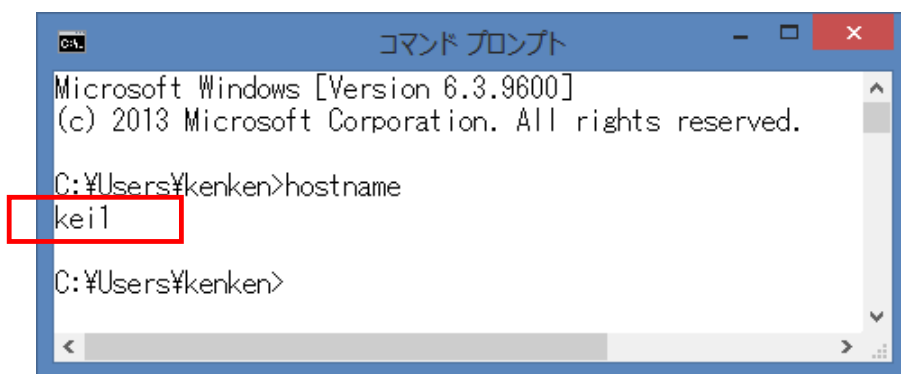 コマンド プロンプト
Microsoft Windows [Version 6.3.9600]
(c) 2013 Microsoft Corporation. All rights reserved.
C:¥Users¥kenken>hostname
kei1
C:¥Users¥kenken>